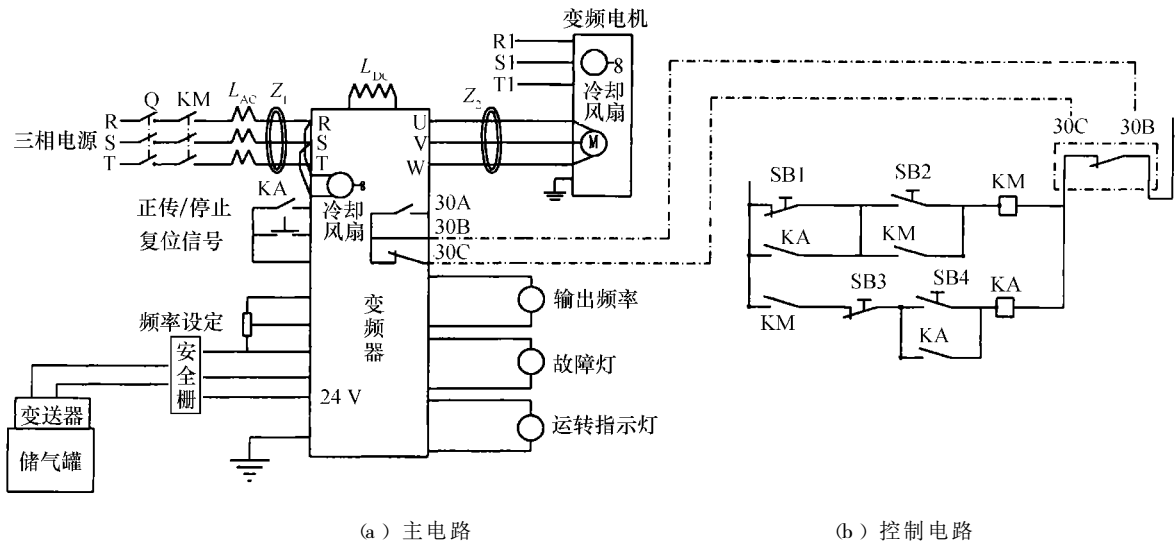 变频电机
R1
S1
T1
冷却
风扇
L_DC
Q
KM
L_AC
Z_1
Z_2
三相电源
R
S
T
R
S
T
U
V
W
M
冷却
风扇
KA
正传/停止
复位信号
30A
30B
30C
变频器
频率设定
安全栅
24 V
变送器
储气罐
输出频率
故障灯
运转指示灯
30C
30B
SB1
SB2
KM
KA
KM
SB3
SB4
KA
KM
KA
(a) 主电路
(b) 控制电路